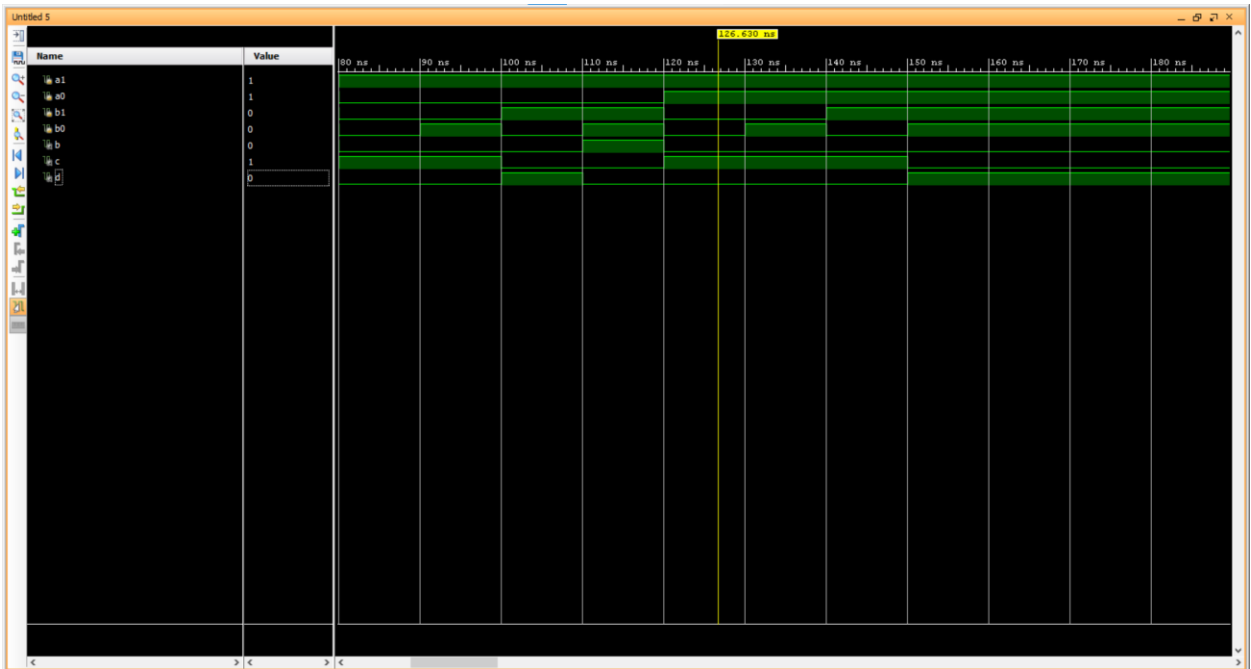 Untitled 5
126.630 ns
Name Value
80 ns 90 ns 100 ns 110 ns 120 ns 130 ns 140 ns 150 ns 160 ns 170 ns 180 ns
a1 1
a0 1
b1 0
b0 0
b 0
c 1
d 0